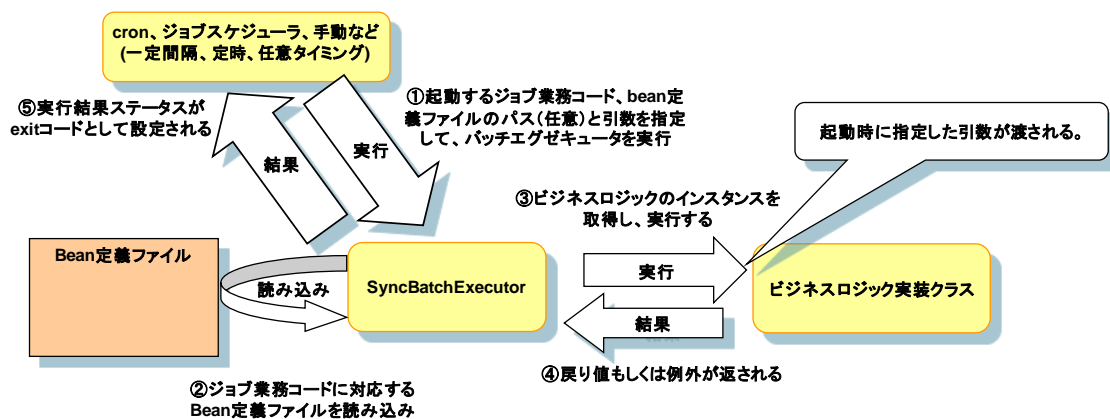 cron、ジョブスケジューラ、手動など
(一定間隔、定時、任意タイミング)
⑤実行結果ステータスが
exitコードとして設定される
①起動するジョブ業務コード、bean定
義ファイルのパス(任意)と引数を指定
して、バッチエグゼキュータを実行
起動時に指定した引数が渡される。
実行
結果
③ビジネスロジックのインスタンスを
取得し、実行する
Bean定義ファイル
読み込み
SyncBatchExecutor
実行
ビジネスロジック実装クラス
結果
④戻り値もしくは例外が返される
②ジョブ業務コードに対応する
Bean定義ファイルを読み込み